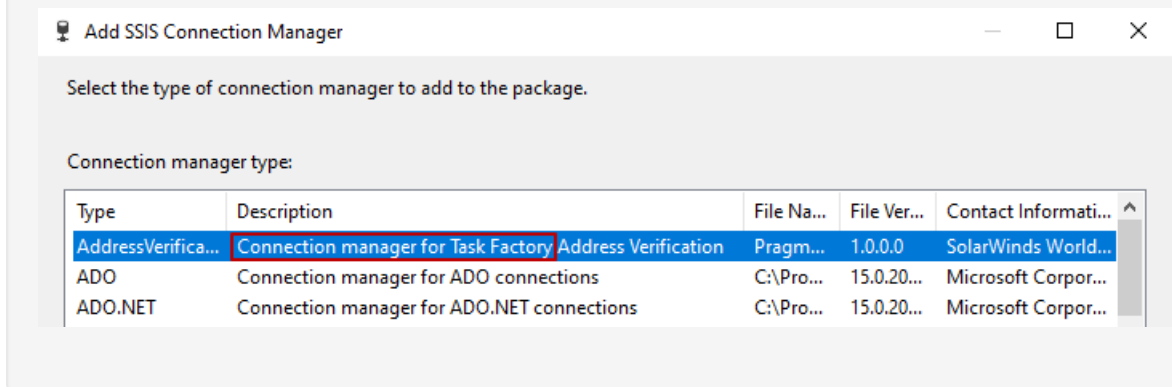 Add SSIS Connection Manager
Select the type of connection manager to add to the package.
Connection manager type:
Type Description File Na... File Ver... Contact Informati...
AddressVerifica... Connection manager for Task Factory Address Verification Pragm... 1.0.0.0 SolarWinds World...
ADO Connection manager for ADO connections C:\Pro... 15.0.20... Microsoft Corpor...
ADO.NET Connection manager for ADO.NET connections C:\Pro... 15.0.20... Microsoft Corpor...